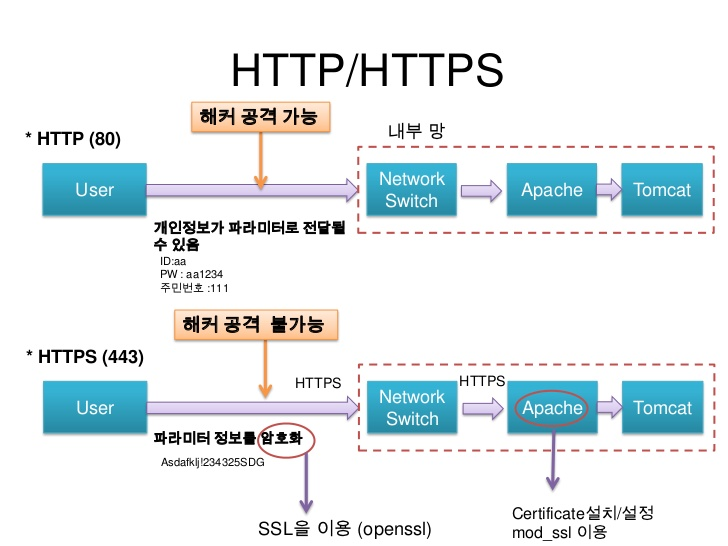 HTTP/HTTPS
해커 공격 가능
* HTTP (80)
내부 망
User
Network
Switch
Apache
Tomcat
개인정보가 파라미터로 전달될
수 있음
ID:aa
PW : aa1234
주민번호 :111
해커 공격 불가능
* HTTPS (443)
HTTPS
HTTPS
User
Network
Switch
Apache
Tomcat
파라미터 정보를 암호화
Asdafklj!234325SDG
SSL을 이용 (openssl)
Certificate설치/설정
mod_ssl 이용